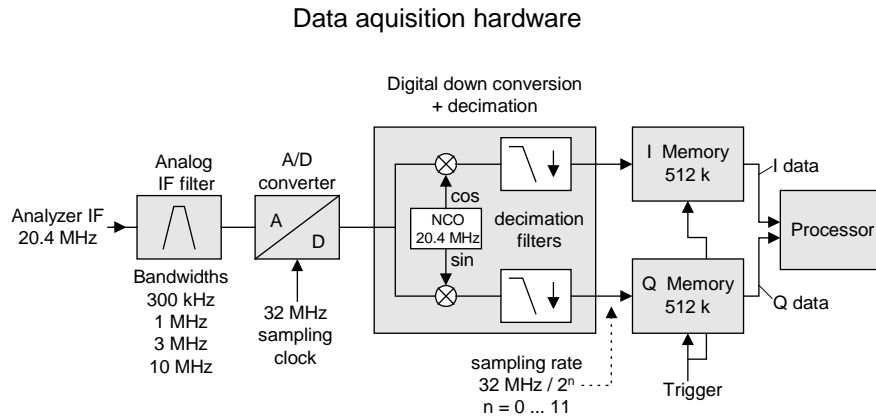 Data aquisition hardware
Digital down conversion
+ decimation
Analog
IF filter
A/D
converter
Analyzer IF
20.4 MHz
A
D
cos
NCO
20.4 MHz
sin
decimation
filters
I Memory
512 k
I data
Processor
Q Memory
512 k
Q data
Bandwidths
300 kHz
1 MHz
3 MHz
10 MHz
32 MHz
sampling
clock
sampling rate
32 MHz / 2ⁿ
n = 0 ... 11
Trigger